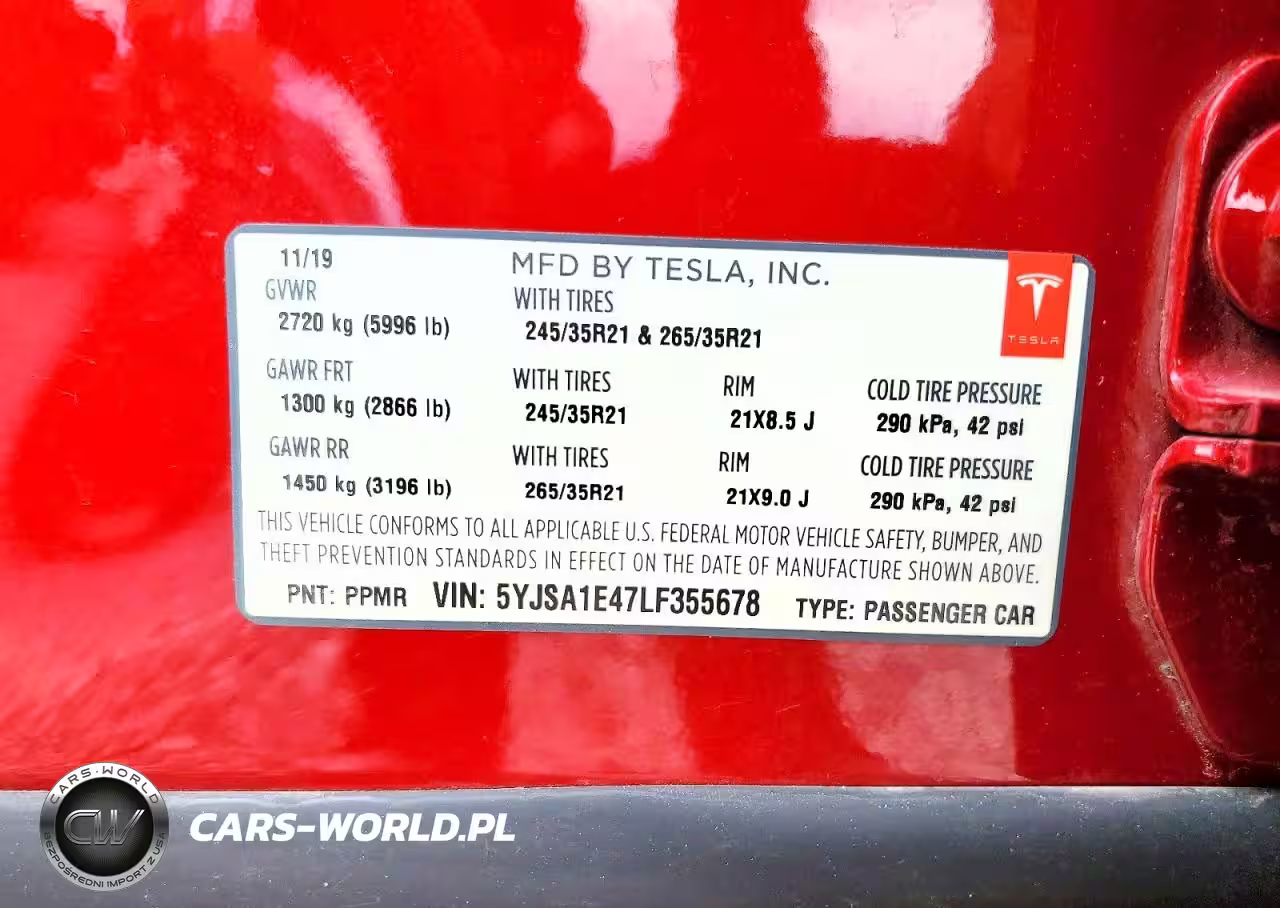 11/19
MFD BY TESLA, INC.
GVWR
WITH TIRES
2720 kg (5996 lb)
245/35R21 & 265/35R21
TESLA
GAWR FRT
WITH TIRES
RIM
COLD TIRE PRESSURE
1300 kg (2866 lb)
245/35R21
21X8.5 J
290 kPa, 42 psi
GAWR RR
WITH TIRES
RIM
COLD TIRE PRESSURE
1450 kg (3196 lb)
265/35R21
21X9.0 J
290 kPa, 42 psi
THIS VEHICLE CONFORMS TO ALL APPLICABLE U.S. FEDERAL MOTOR VEHICLE SAFETY, BUMPER, AND
THEFT PREVENTION STANDARDS IN EFFECT ON THE DATE OF MANUFACTURE SHOWN ABOVE.
PNT: PPMR VIN: 5YJSA1E47LF355678 TYPE: PASSENGER CAR
CARS-WORLD
CW
BEZPOŚREDNI IMPORT Z USA
CARS-WORLD.PL